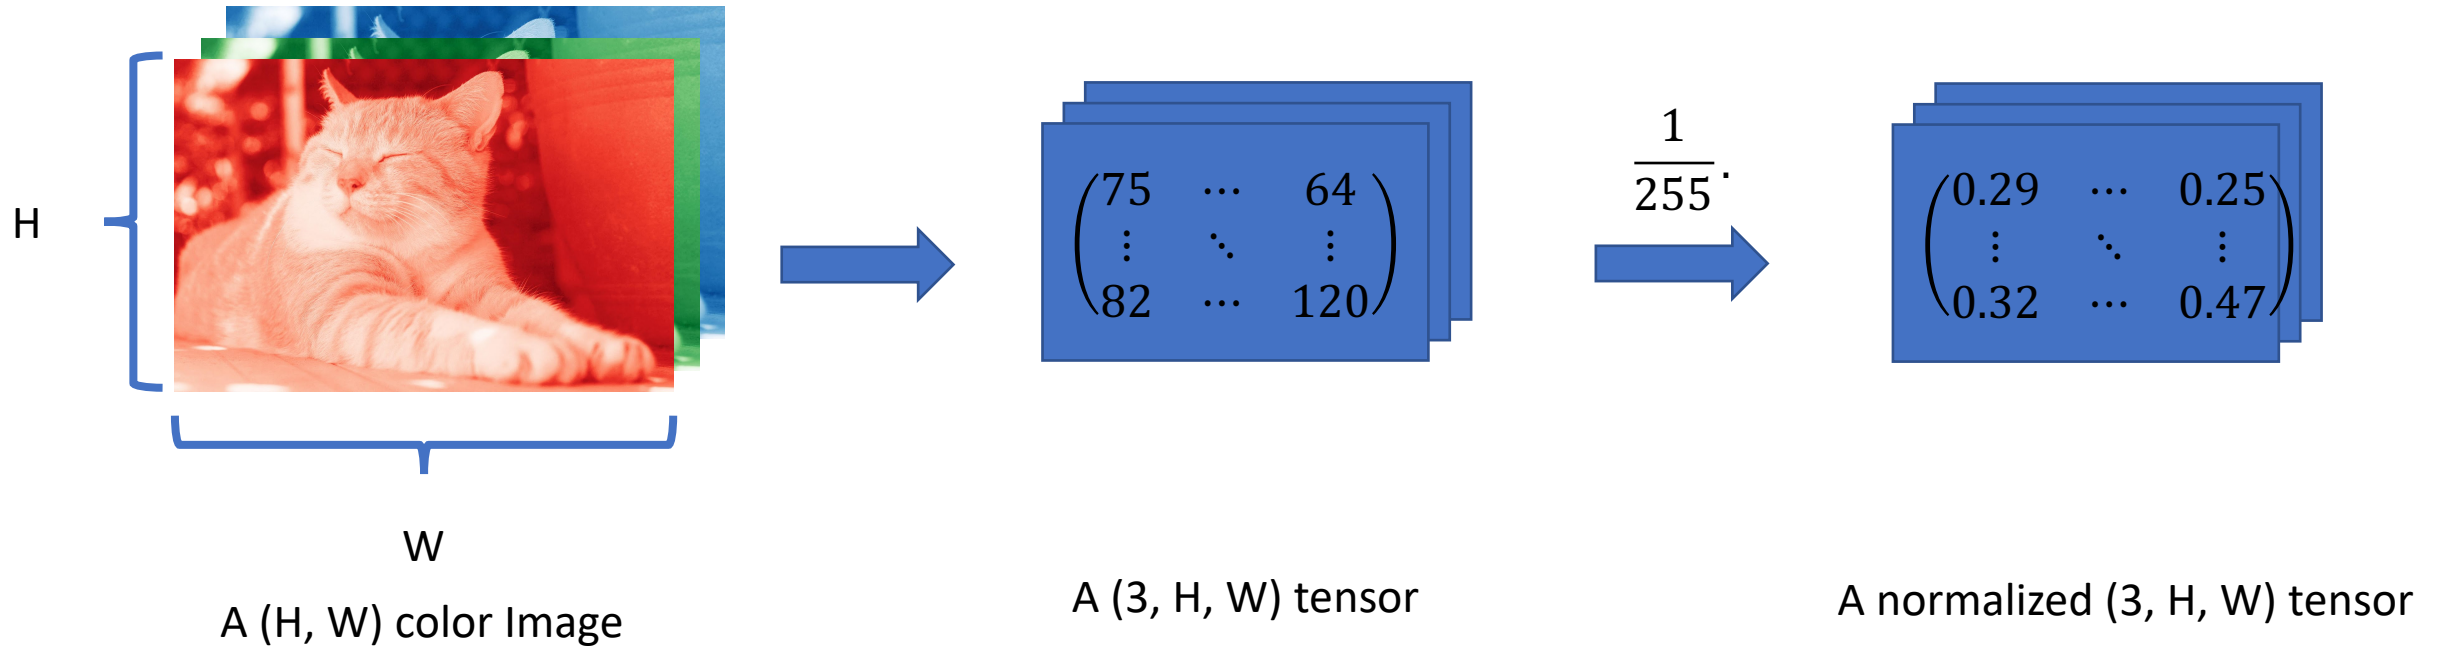 H
W
A (H, W) color Image
75 ⋯ 64
⋮ ⋱ ⋮
82 ⋯ 120
A (3, H, W) tensor
1
255 .
0.29 ⋯ 0.25
⋮ ⋱ ⋮
0.32 ⋯ 0.47
A normalized (3, H, W) tensor